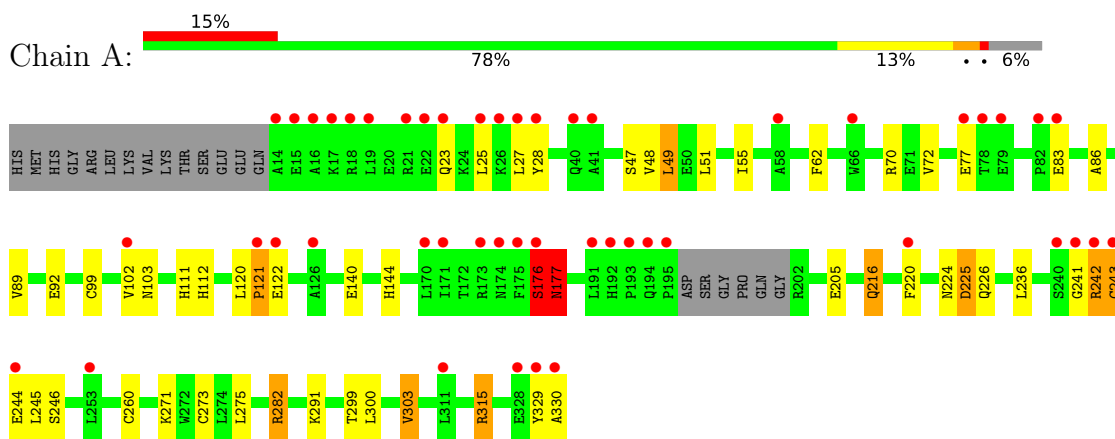 15%
Chain A:
78% 13% • • 6%
HIS MET HIS GLY ARG LEU LYS VAL LYS THR SER GLU GLU GLN A14 E15 A16 K17 R18 L19 E20 R21 E22 Q23 K24 L25 K26 L27 Y28 Q40 A41 S47 V48 L49 E50 L51 I55 A58 F62 W66 R70 E71 V72 E77 T78 E79 P82 E83 A86
V89 E92 C99 V102 N103 H111 H112 L120 P121 E122 A126 E140 H144 L170 I171 T172 R173 N174 F175 S176 N177 L191 H192 P193 Q194 P195 ASP SER GLY PRO GLN GLY R202 E205 Q216 F220 N224 D225 Q226 L236 S240 G241 R242
E244 L245 S246 L253 C260 K271 W272 C273 L274 L275 R282 K291 T299 L300 V303 L311 R315 E328 Y329 A330